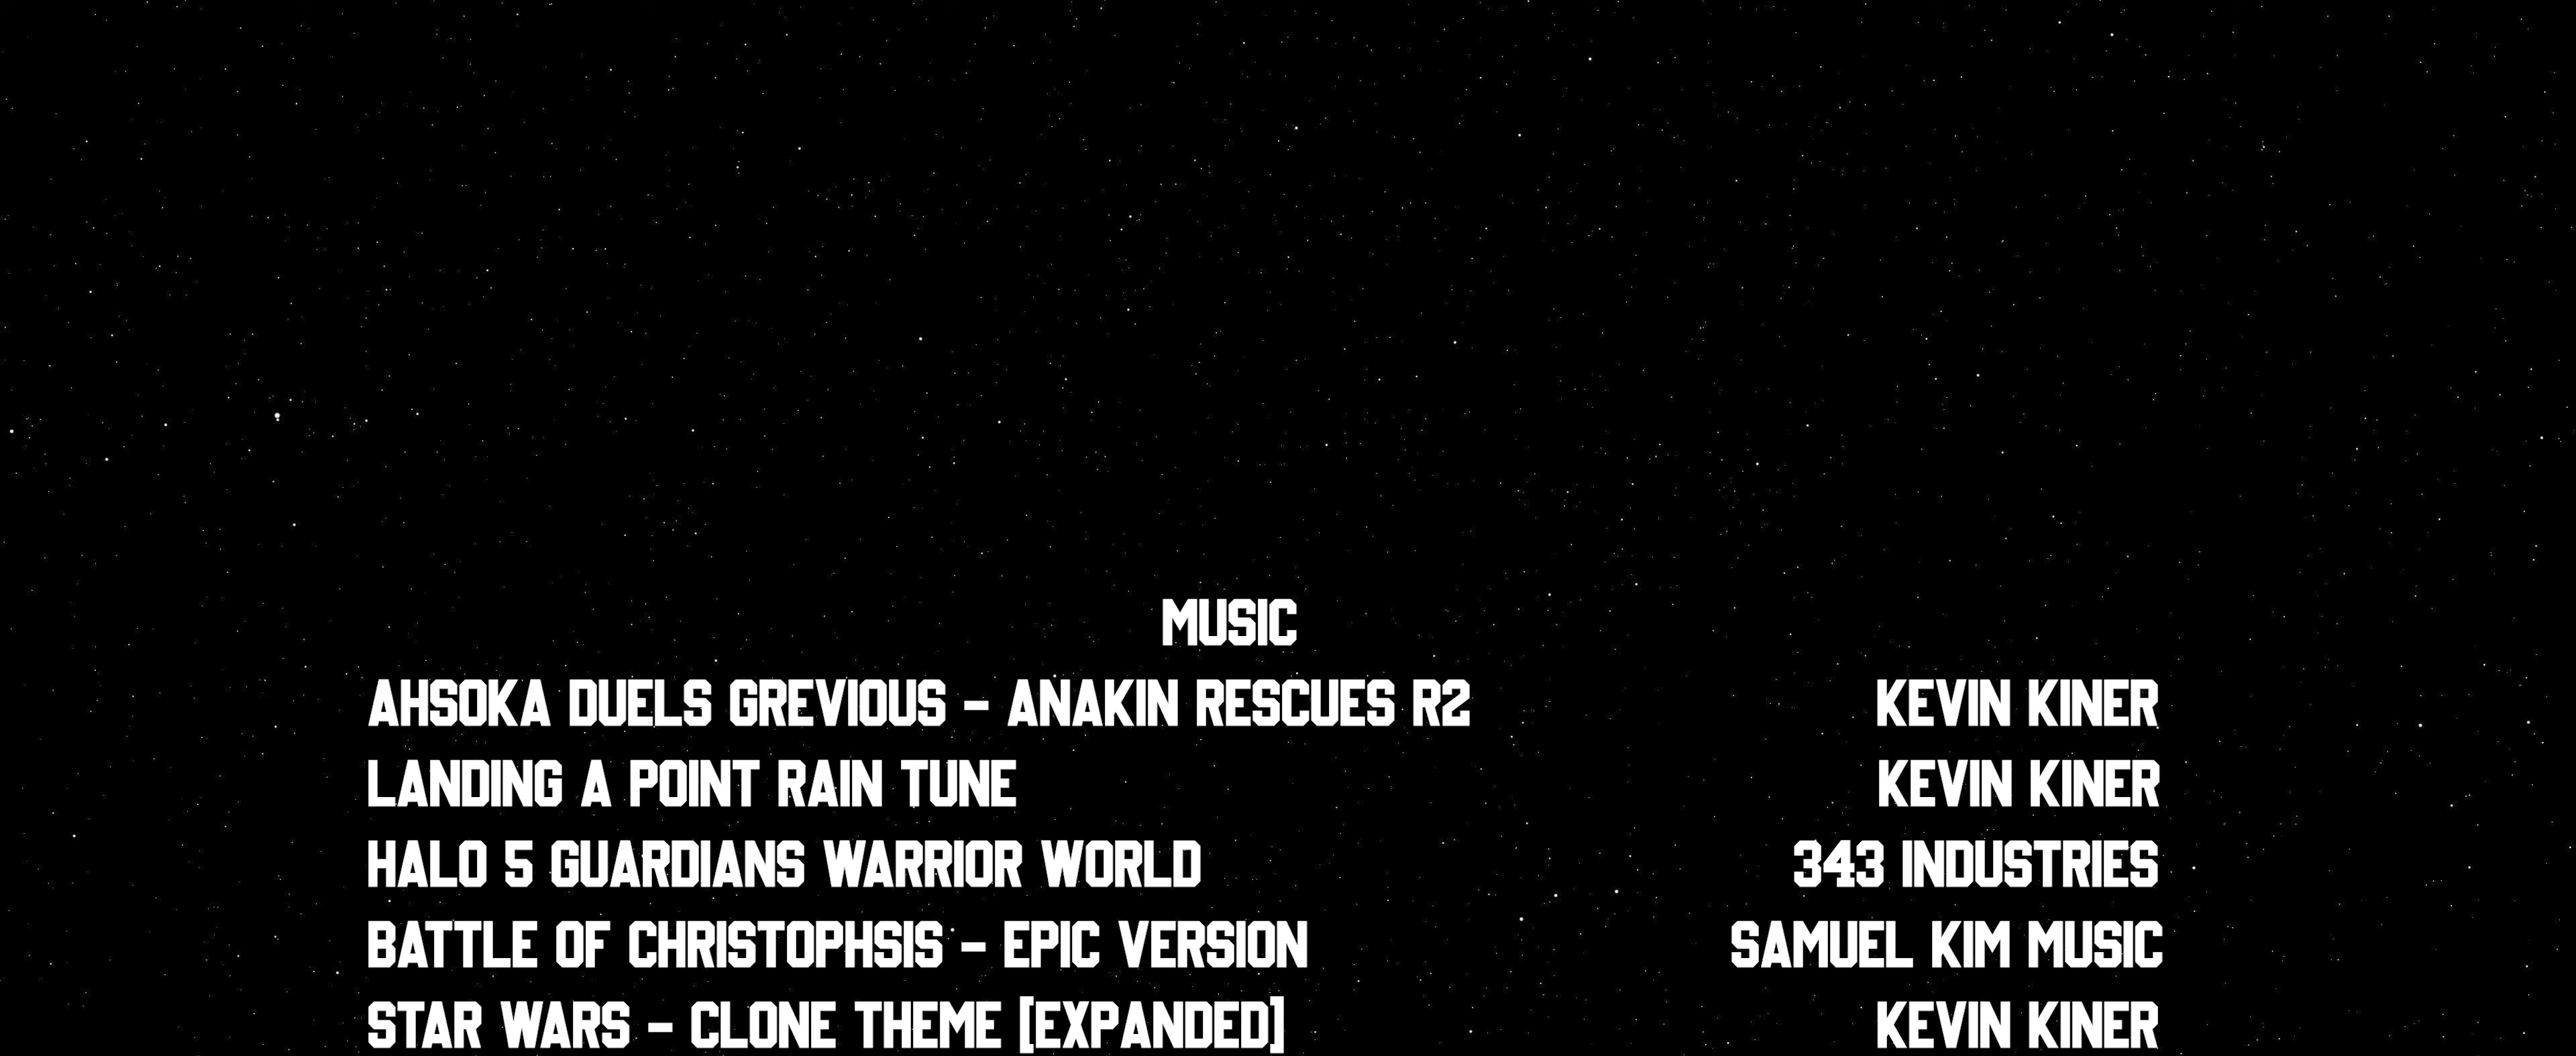 MUSIC
AHSOKA DUELS GREVIOUS - ANAKIN RESCUES R2 KEVIN KINER
LANDING A POINT RAIN TUNE KEVIN KINER
HALO 5 GUARDIANS WARRIOR WORLD 343 INDUSTRIES
BATTLE OF CHRISTOPHSIS - EPIC VERSION SAMUEL KIM MUSIC
STAR WARS - CLONE THEME [EXPANDED] KEVIN KINER